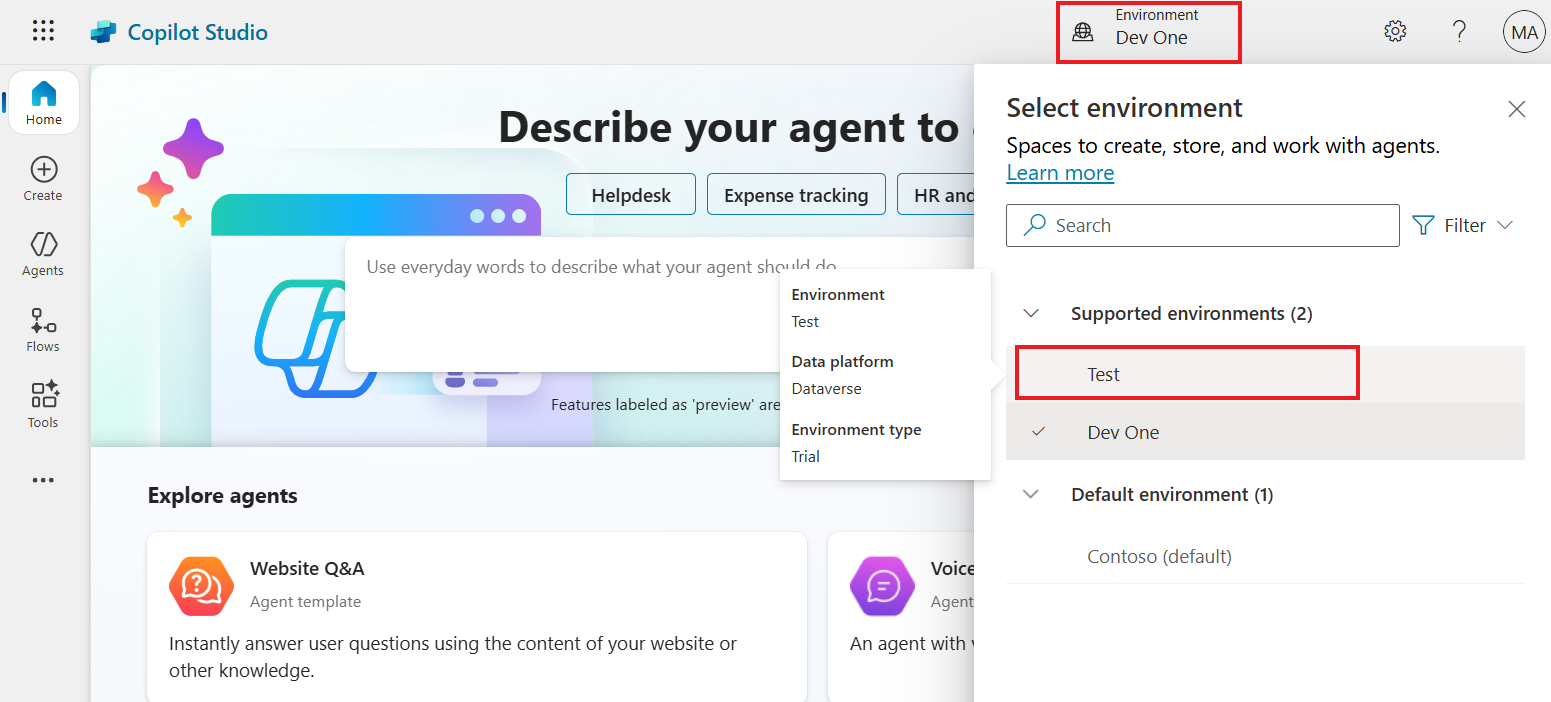 Copilot Studio
Environment
Dev One
MA
Home
Create
Agents
Flows
Tools
Describe your agent to
Helpdesk
Expense tracking
HR and
Use everyday words to describe what your agent should do
Features labeled as 'preview' are
Environment
Test
Data platform
Dataverse
Environment type
Trial
Explore agents
Website Q&A
Agent template
Instantly answer user questions using the content of your website or
other knowledge.
Voice
Agent
An agent with
Select environment
Spaces to create, store, and work with agents.
Learn more
Search
Filter
Supported environments (2)
Test
Dev One
Default environment (1)
Contoso (default)